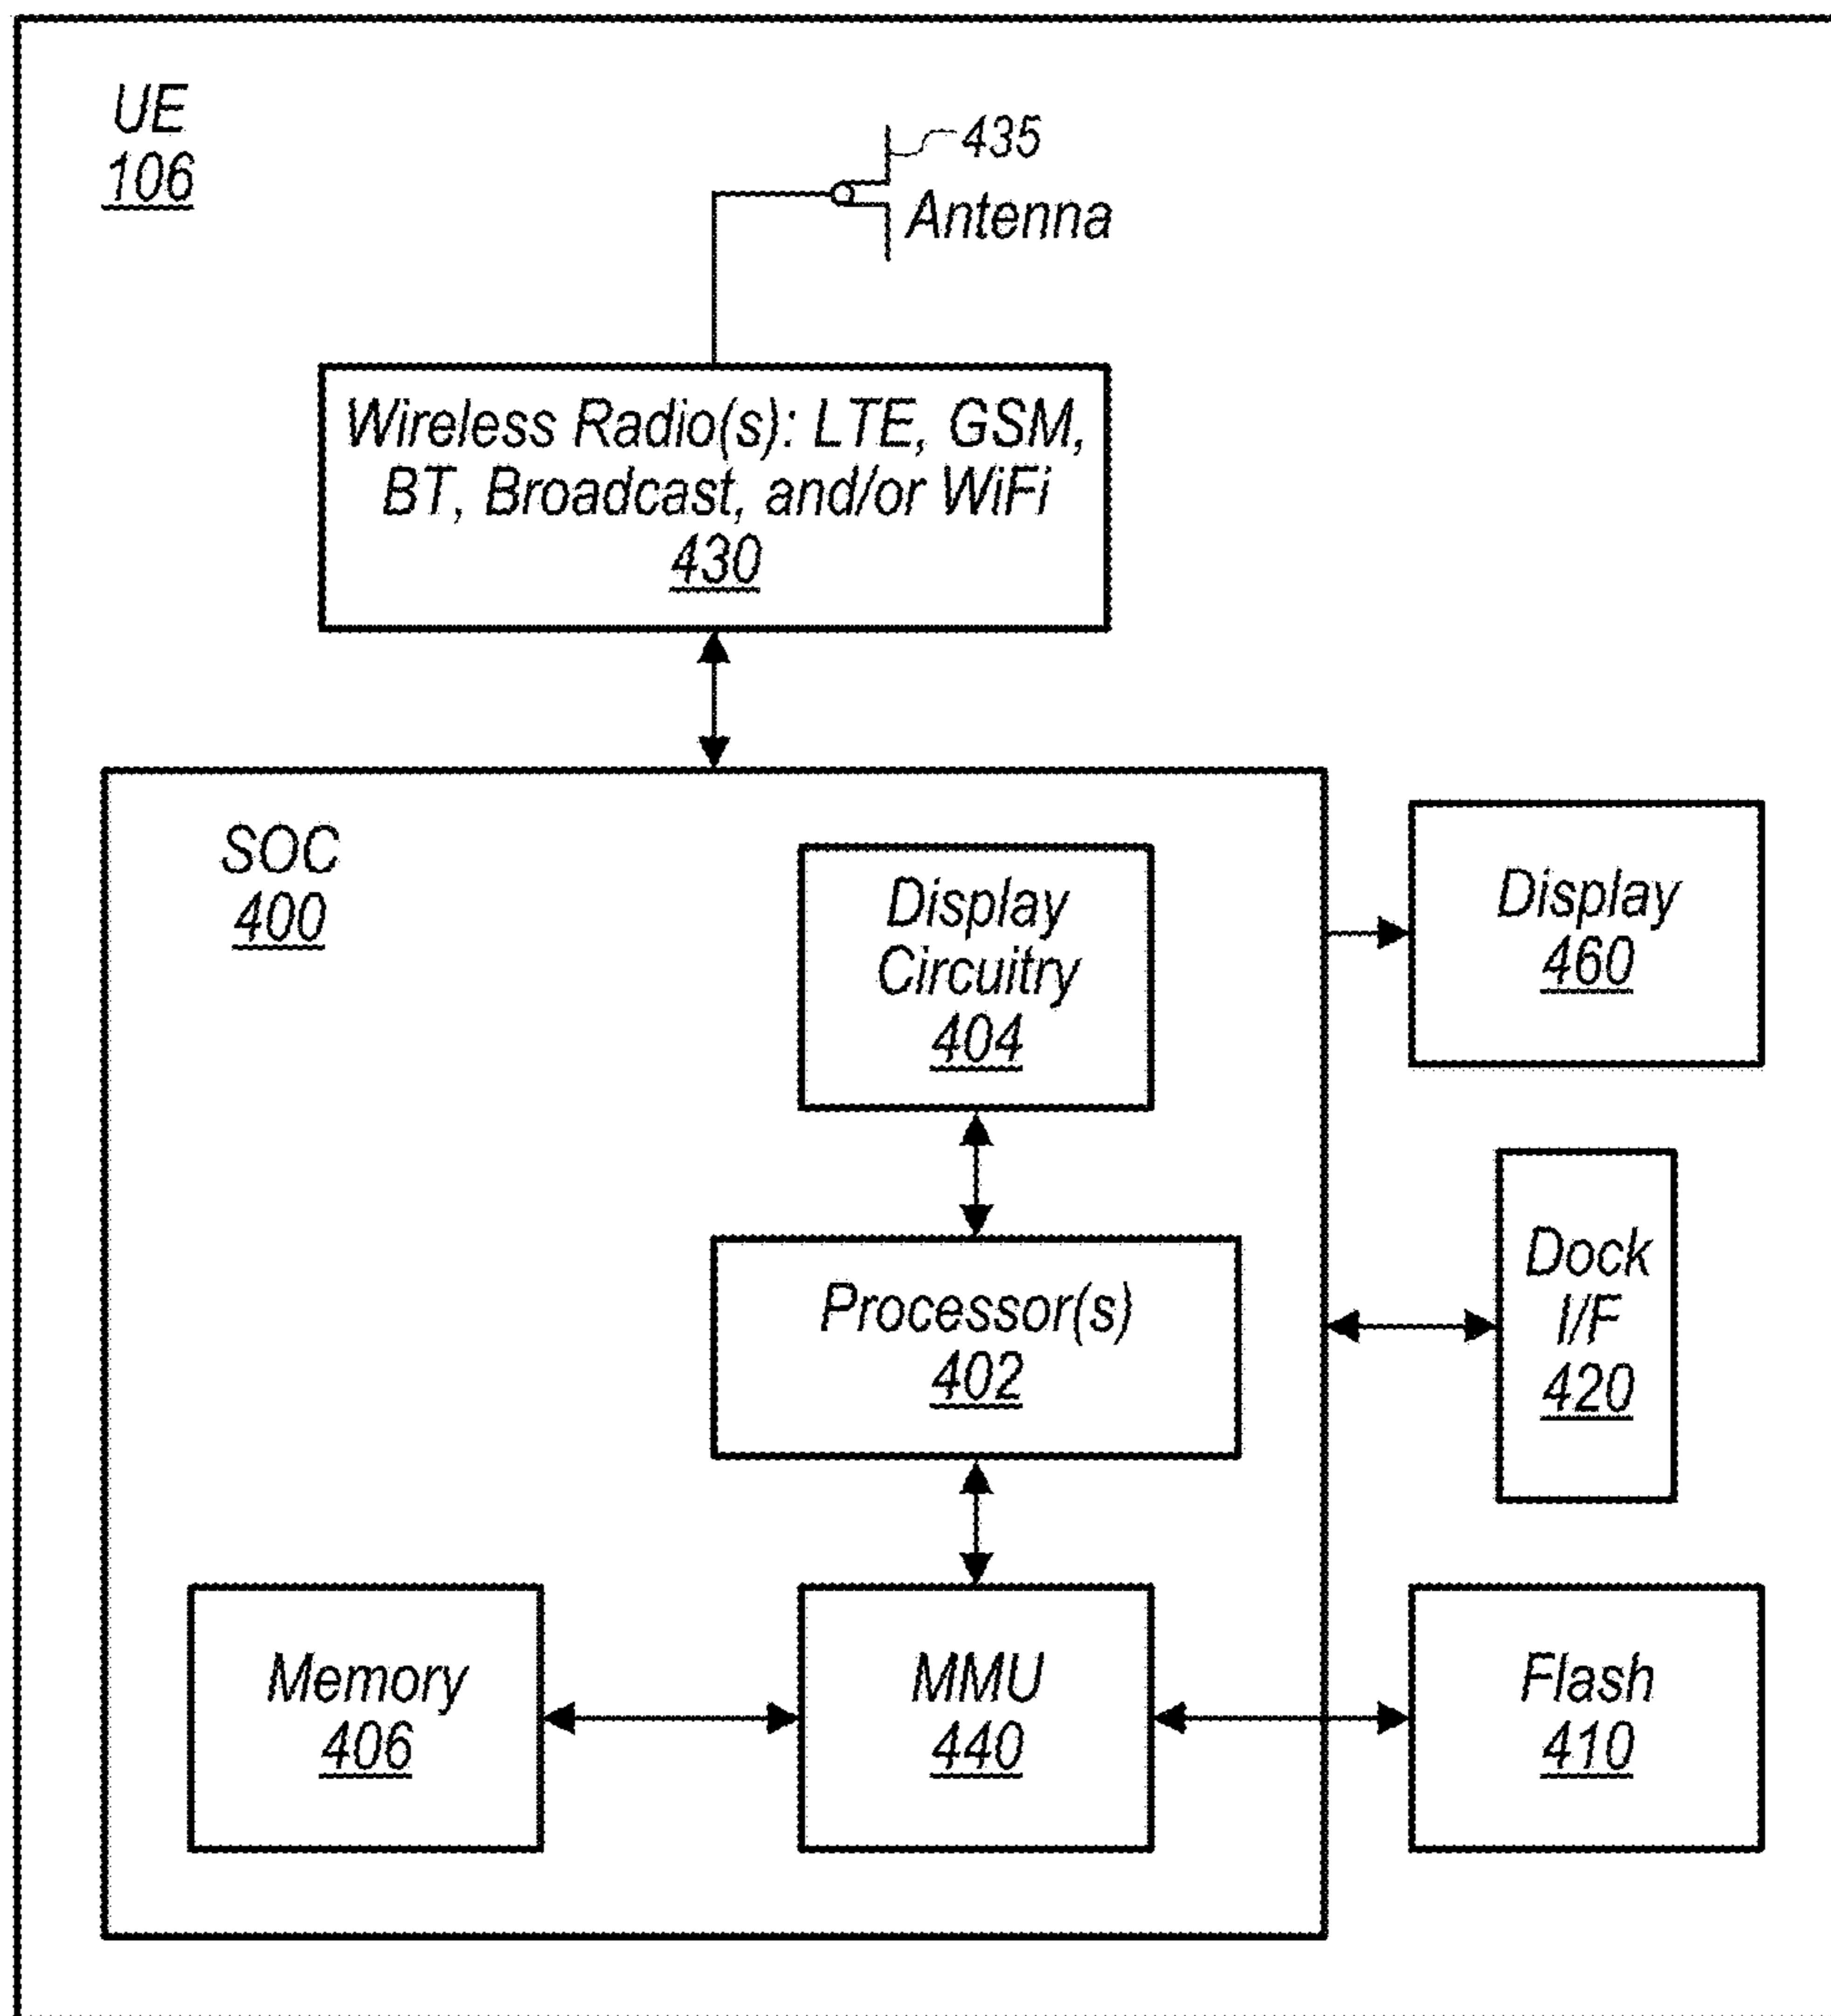 UE
106
435
Antenna
Wireless Radio(s): LTE, GSM,
BT, Broadcast, and/or WiFi
430
SOC
400
Display
Circuitry
404
Display
460
Processor(s)
402
Dock
I/F
420
Memory
406
MMU
440
Flash
410